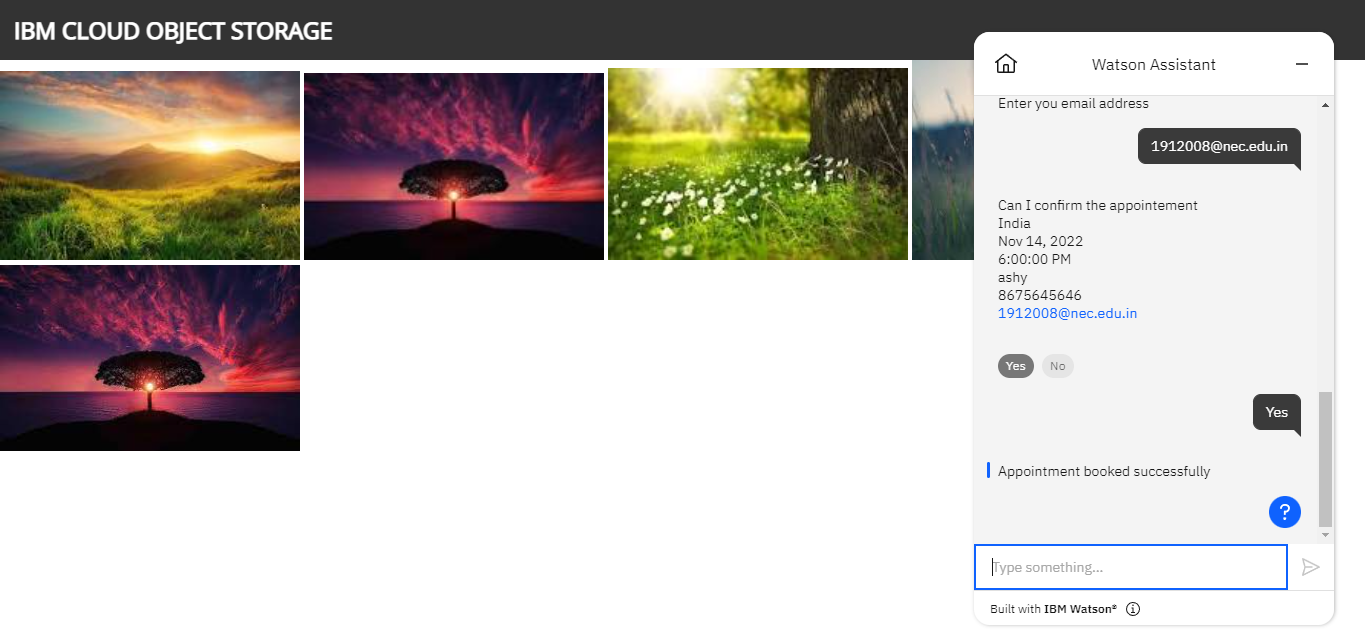 IBM CLOUD OBJECT STORAGE
Watson Assistant
Enter you email address
1912008@nec.edu.in
Can I confirm the appointement
India
Nov 14, 2022
6:00:00 PM
ashy
8675645646
1912008@nec.edu.in
Yes
No
Yes
Appointment booked successfully
?
Type something...
Built with IBM Watson®